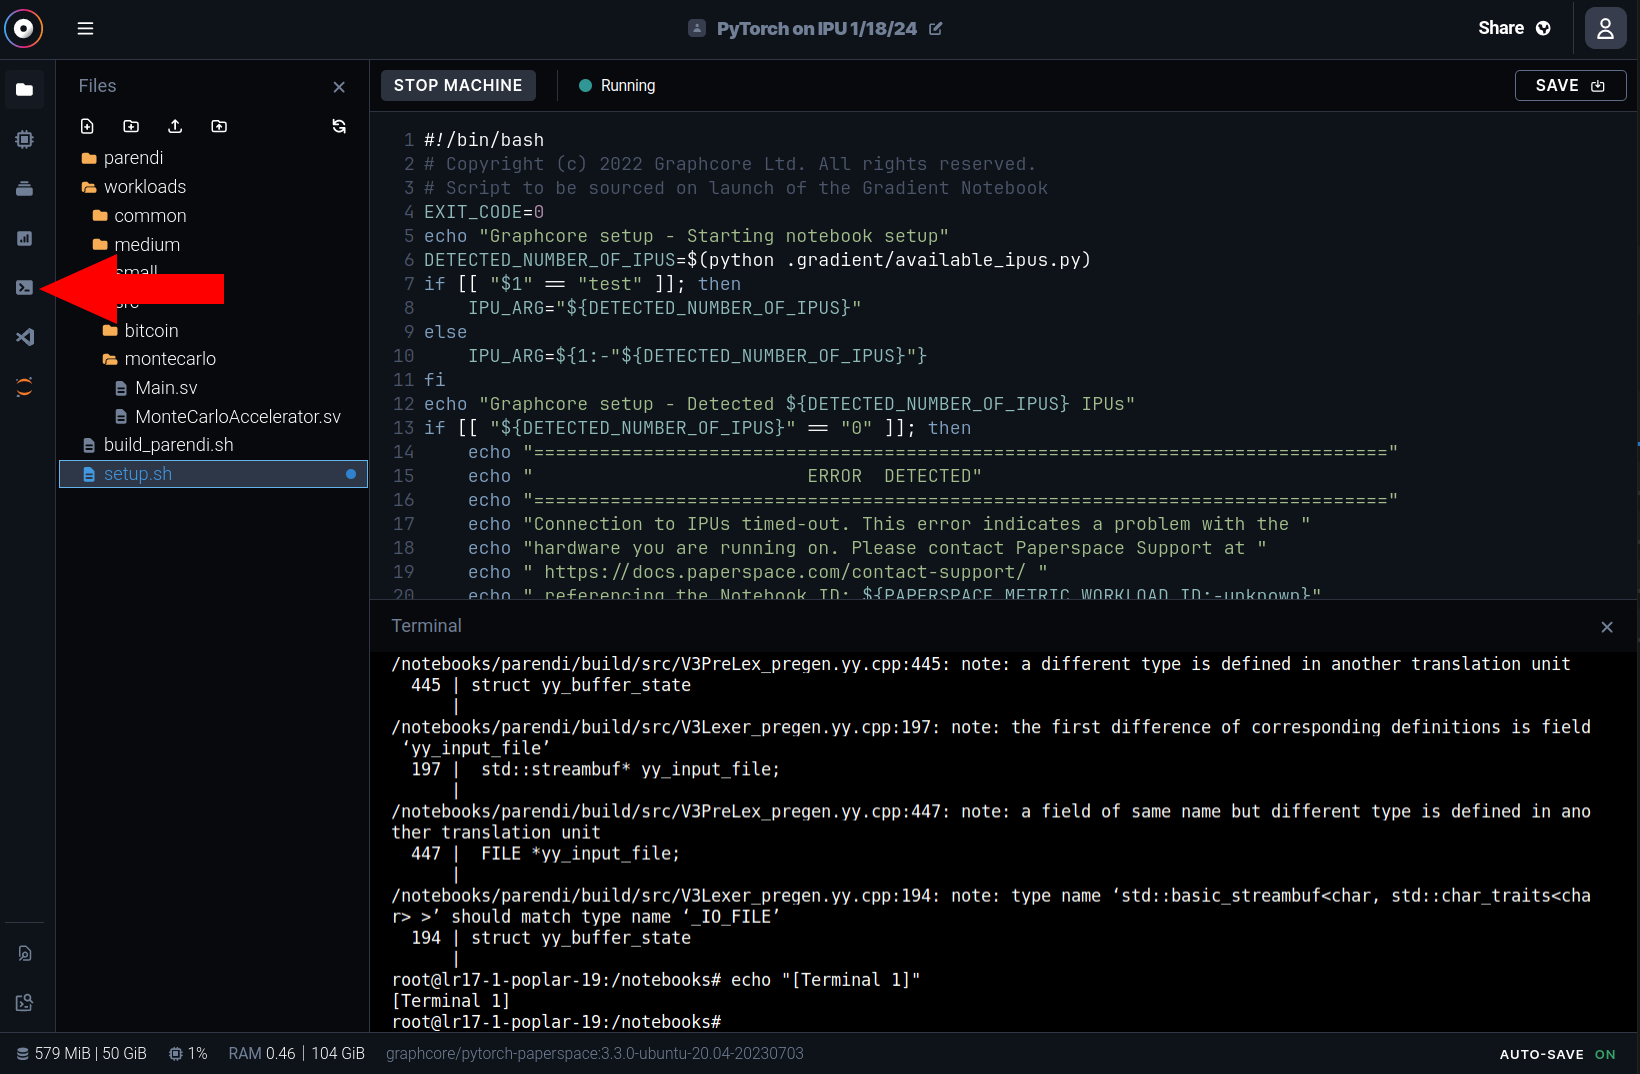 PyTorch on IPU 1/18/24
Share
Files
STOP MACHINE
Running
SAVE
parendi
workloads
common
medium
small
src
bitcoin
montecarlo
Main.sv
MonteCarloAccelerator.sv
build_parendi.sh
setup.sh
1 #!/bin/bash
2 # Copyright (c) 2022 Graphcore Ltd. All rights reserved.
3 # Script to be sourced on launch of the Gradient Notebook
4 EXIT_CODE=0
5 echo "Graphcore setup - Starting notebook setup"
6 DETECTED_NUMBER_OF_IPUS=$(python .gradient/available_ipus.py)
7 if [[ "$1" == "test" ]]; then
8     IPU_ARG="${DETECTED_NUMBER_OF_IPUS}"
9 else
10     IPU_ARG=${1:-"${DETECTED_NUMBER_OF_IPUS}"}
11 fi
12 echo "Graphcore setup - Detected ${DETECTED_NUMBER_OF_IPUS} IPUs"
13 if [[ "${DETECTED_NUMBER_OF_IPUS}" == "0" ]]; then
14     echo "=============================================================================="
15     echo "                         ERROR  DETECTED"
16     echo "=============================================================================="
17     echo "Connection to IPUs timed-out. This error indicates a problem with the "
18     echo "hardware you are running on. Please contact Paperspace Support at "
19     echo " https://docs.paperspace.com/contact-support/ "
20     echo " referencing the Notebook ID: ${PAPERSPACE_METRIC_WORKLOAD_ID:-unknown}"
Terminal
/notebooks/parendi/build/src/V3PreLex_pregen.yy.cpp:445: note: a different type is defined in another translation unit
  445 | struct yy_buffer_state
      |
/notebooks/parendi/build/src/V3Lexer_pregen.yy.cpp:197: note: the first difference of corresponding definitions is field
 ‘yy_input_file’
  197 |  std::streambuf* yy_input_file;
      |
/notebooks/parendi/build/src/V3PreLex_pregen.yy.cpp:447: note: a field of same name but different type is defined in ano
ther translation unit
  447 |  FILE *yy_input_file;
      |
/notebooks/parendi/build/src/V3Lexer_pregen.yy.cpp:194: note: type name ‘std::basic_streambuf<char, std::char_traits<cha
r> >’ should match type name ‘_IO_FILE’
  194 | struct yy_buffer_state
      |
root@lr17-1-poplar-19:/notebooks# echo "[Terminal 1]"
[Terminal 1]
root@lr17-1-poplar-19:/notebooks#
579 MiB | 50 GiB
1%
RAM 0.46 | 104 GiB
graphcore/pytorch-paperspace:3.3.0-ubuntu-20.04-20230703
AUTO-SAVE ON